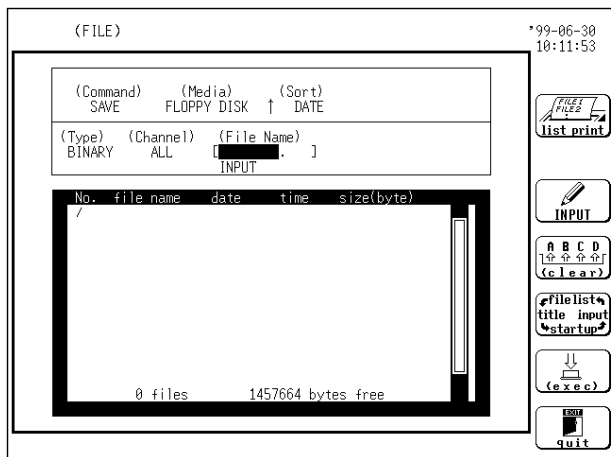 (FILE)
'99-06-30
10:11:53
(Command) (Media) (Sort)
SAVE FLOPPY DISK ↑ DATE
(Type) (Channel) (File Name)
BINARY ALL [ . ]
INPUT
No. file name date time size(byte)
/
0 files 1457664 bytes free
FILE1
FILE2
list print
INPUT
A B C D
(clear)
file list
title input
startup
(exec)
EXIT
quit